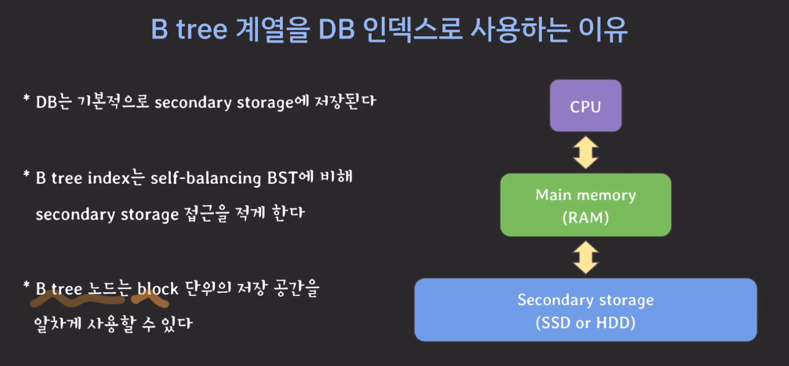 B tree 계열을 DB 인덱스로 사용하는 이유
* DB는 기본적으로 secondary storage에 저장된다
* B tree index는 self-balancing BST에 비해
secondary storage 접근을 적게 한다
* B tree 노드는 block 단위의 저장 공간을
알차게 사용할 수 있다
CPU
Main memory
(RAM)
Secondary storage
(SSD or HDD)